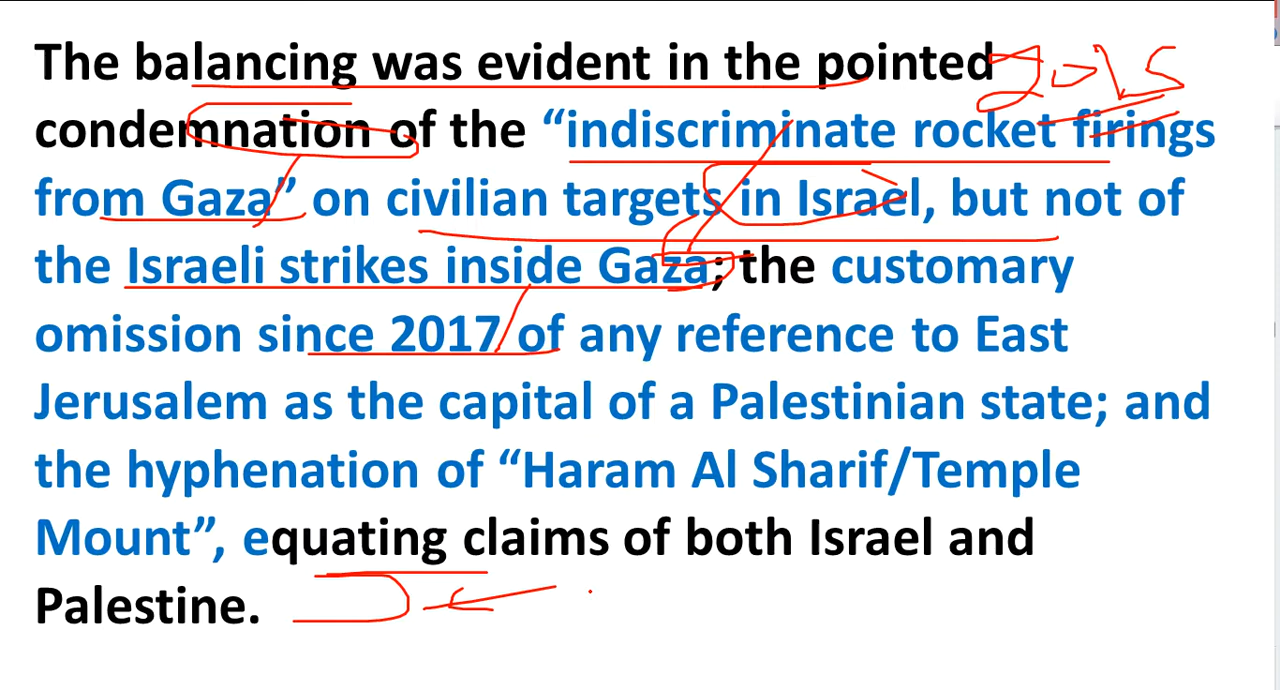 The balancing was evident in the pointed
condemnation of the “indiscriminate rocket firings
from Gaza” on civilian targets in Israel, but not of
the Israeli strikes inside Gaza; the customary
omission since 2017 of any reference to East
Jerusalem as the capital of a Palestinian state; and
the hyphenation of “Haram Al Sharif/Temple
Mount”, equating claims of both Israel and
Palestine.